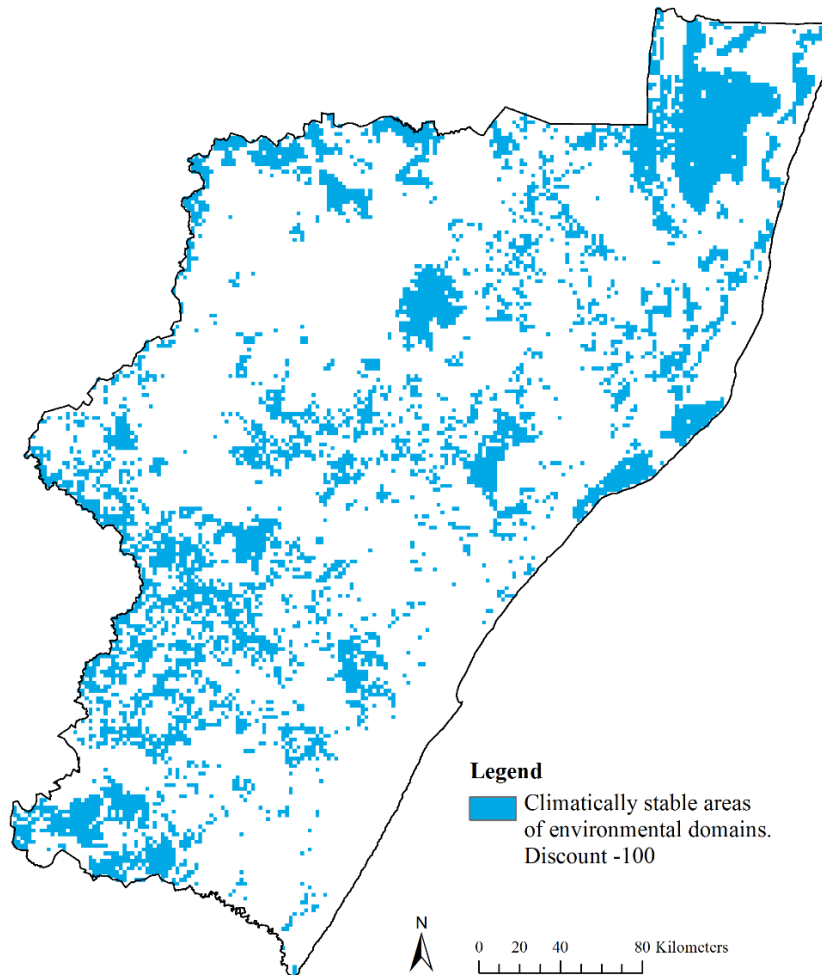 Legend
Climatically stable areas
of environmental domains.
Discount -100
N
0 20 40 80 Kilometers